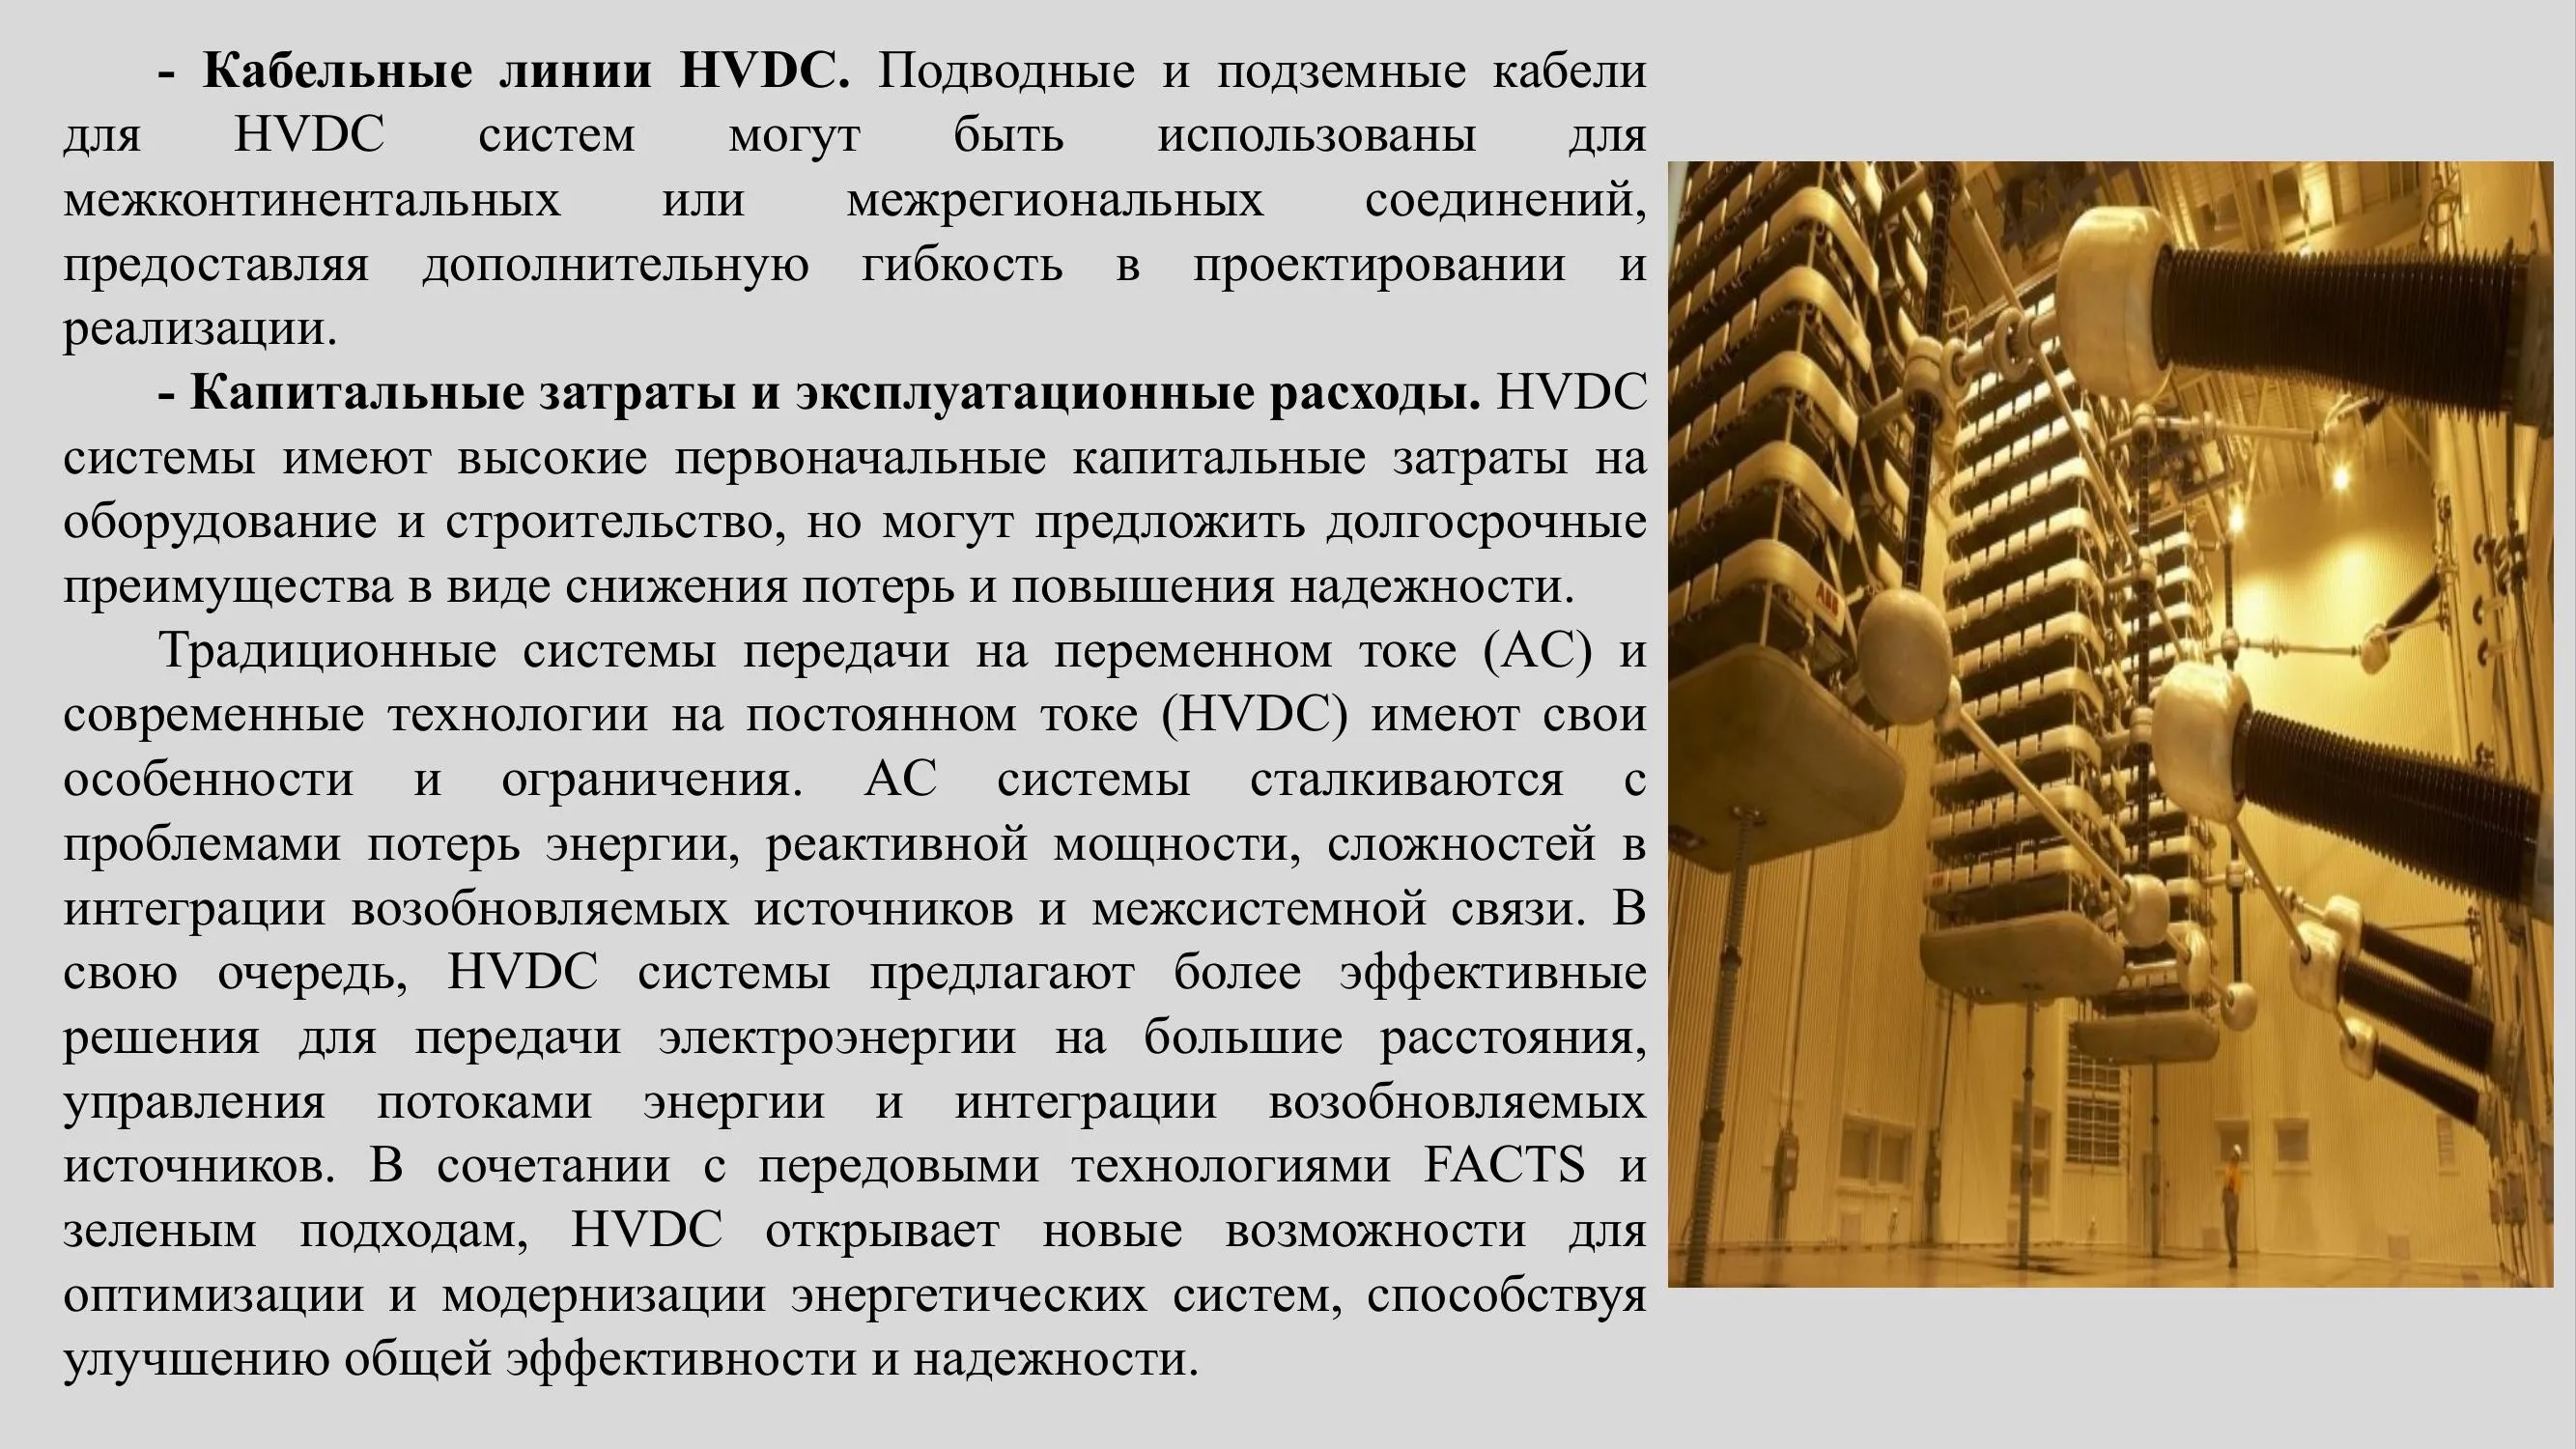 - Кабельные линии HVDC. Подводные и подземные кабели
для HVDC систем могут быть использованы для
межконтинентальных или межрегиональных соединений,
предоставляя дополнительную гибкость в проектировании и
реализации.
- Капитальные затраты и эксплуатационные расходы. HVDC
системы имеют высокие первоначальные капитальные затраты на
оборудование и строительство, но могут предложить долгосрочные
преимущества в виде снижения потерь и повышения надежности.
Традиционные системы передачи на переменном токе (AC) и
современные технологии на постоянном токе (HVDC) имеют свои
особенности и ограничения. AC системы сталкиваются с
проблемами потерь энергии, реактивной мощности, сложностей в
интеграции возобновляемых источников и межсистемной связи. В
свою очередь, HVDC системы предлагают более эффективные
решения для передачи электроэнергии на большие расстояния,
управления потоками энергии и интеграции возобновляемых
источников. В сочетании с передовыми технологиями FACTS и
зеленым подходам, HVDC открывает новые возможности для
оптимизации и модернизации энергетических систем, способствуя
улучшению общей эффективности и надежности.
ABB